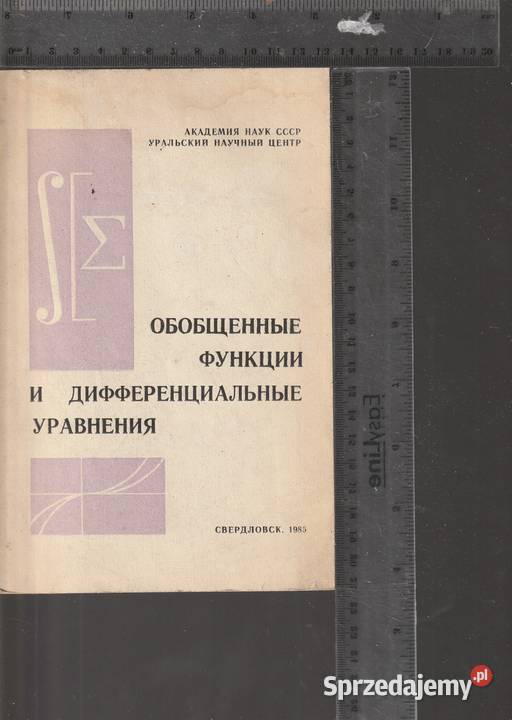 АКАДЕМИЯ НАУК СССР
УРАЛЬСКИЙ НАУЧНЫЙ ЦЕНТР
∫[Σ
ОБОБЩЕННЫЕ
ФУНКЦИИ
И ДИФФЕРЕНЦИАЛЬНЫЕ
УРАВНЕНИЯ
СВЕРДЛОВСК, 1985
EasyLine
Sprzedajemy.pl